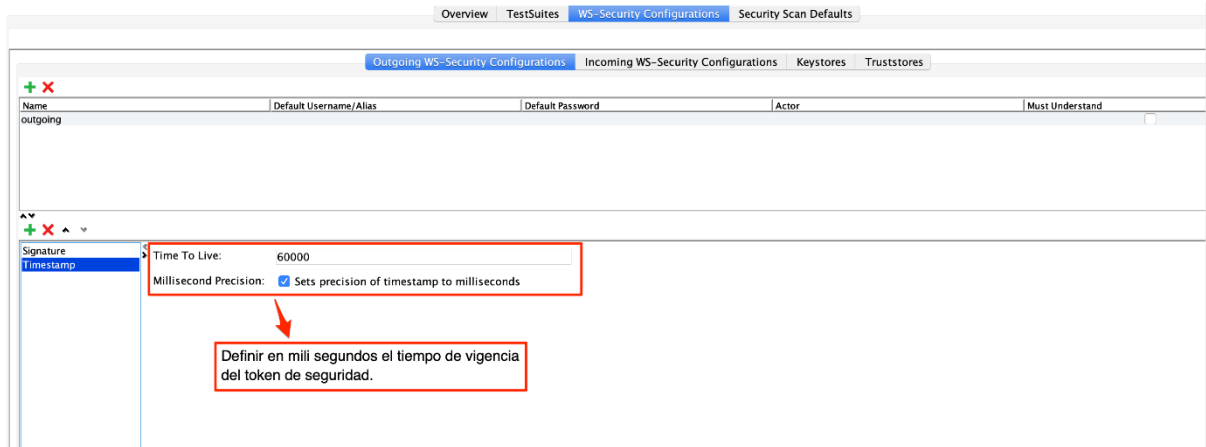 Overview TestSuites WS-Security Configurations Security Scan Defaults
Outgoing WS-Security Configurations Incoming WS-Security Configurations Keystores Truststores
Name Default Username/Alias Default Password Actor Must Understand
outgoing
Signature
Timestamp
Time To Live: 60000
Millisecond Precision: Sets precision of timestamp to milliseconds
Definir en mili segundos el tiempo de vigencia
del token de seguridad.